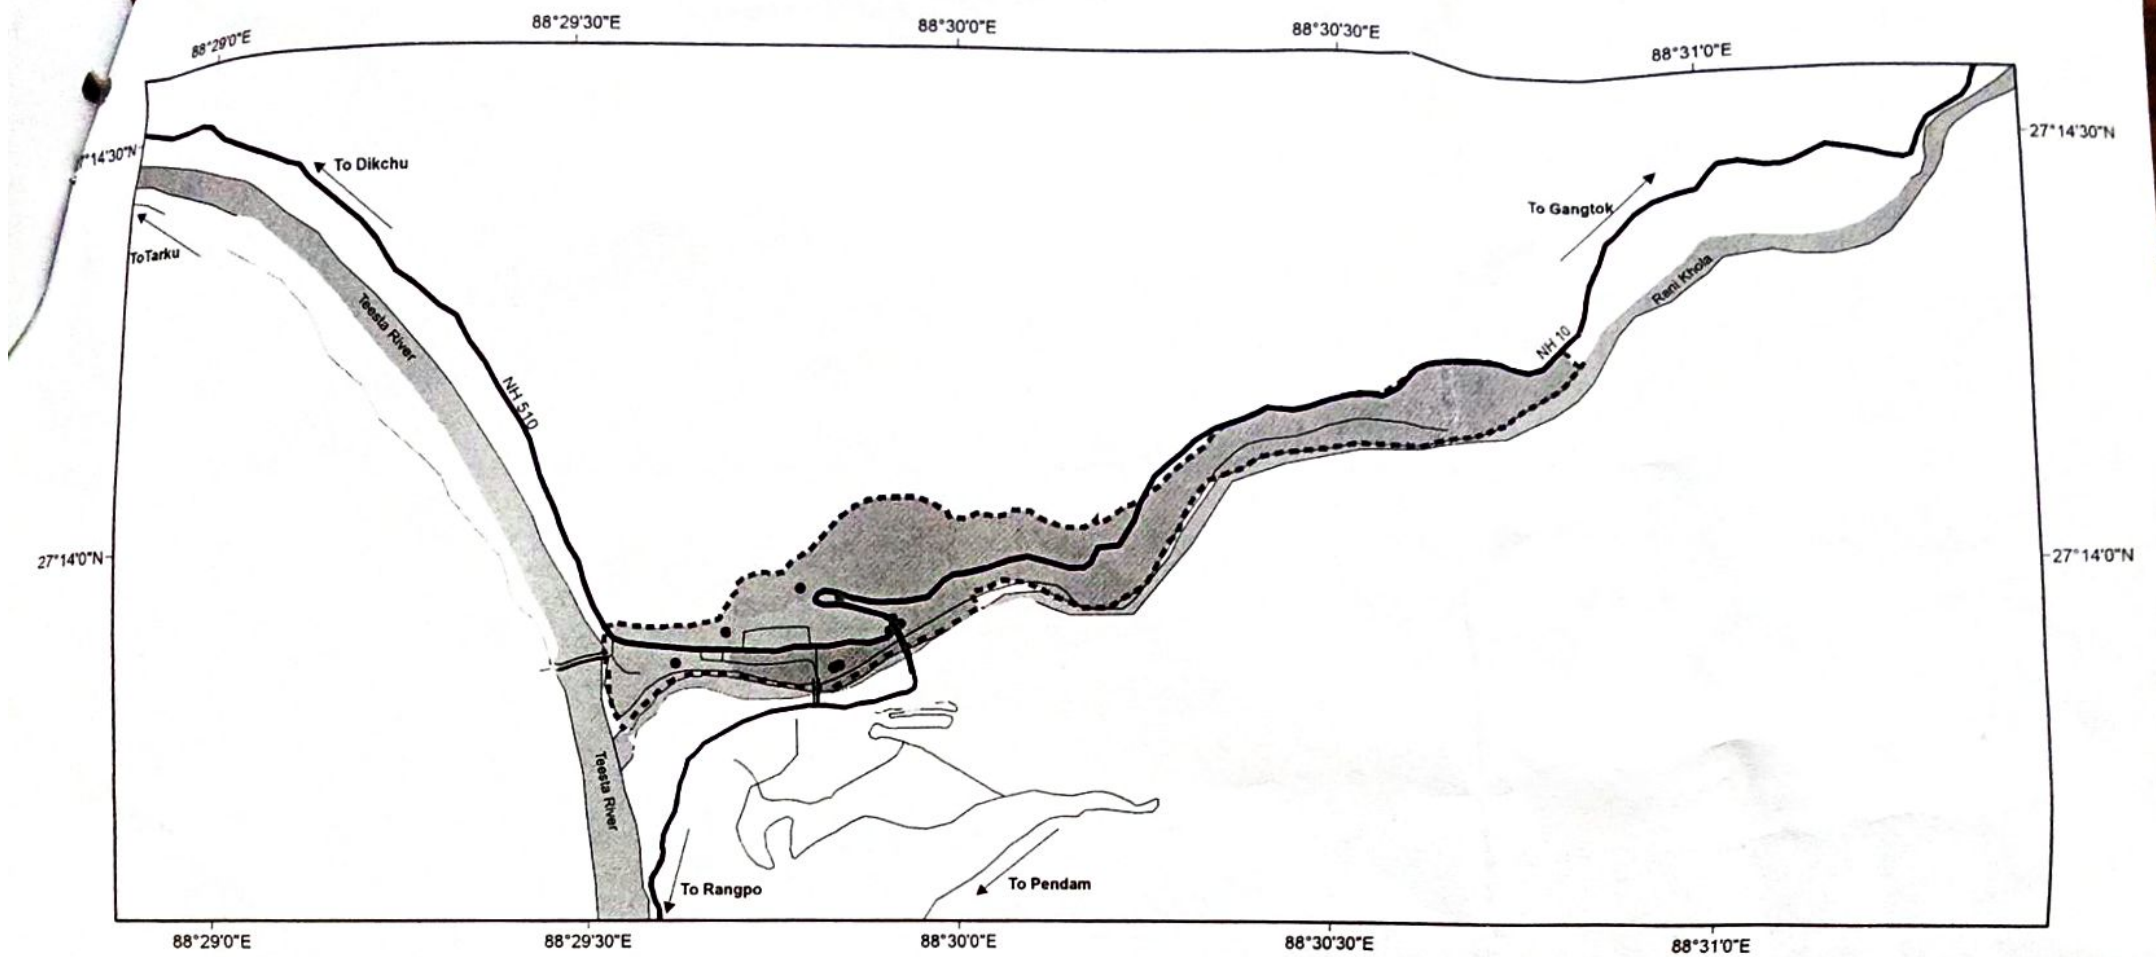 88°29'0"E
88°29'30"E
88°30'0"E
88°30'30"E
88°31'0"E
27°14'30"N
7°14'30"N
To Dikchu
To Gangtok
ToTarku
Rani Khola
Teesta River
NH 10
NH 510
27°14'0"N
27°14'0"N
Teesta River
To Rangpo
To Pendam
88°29'0"E
88°29'30"E
88°30'0"E
88°30'30"E
88°31'0"E